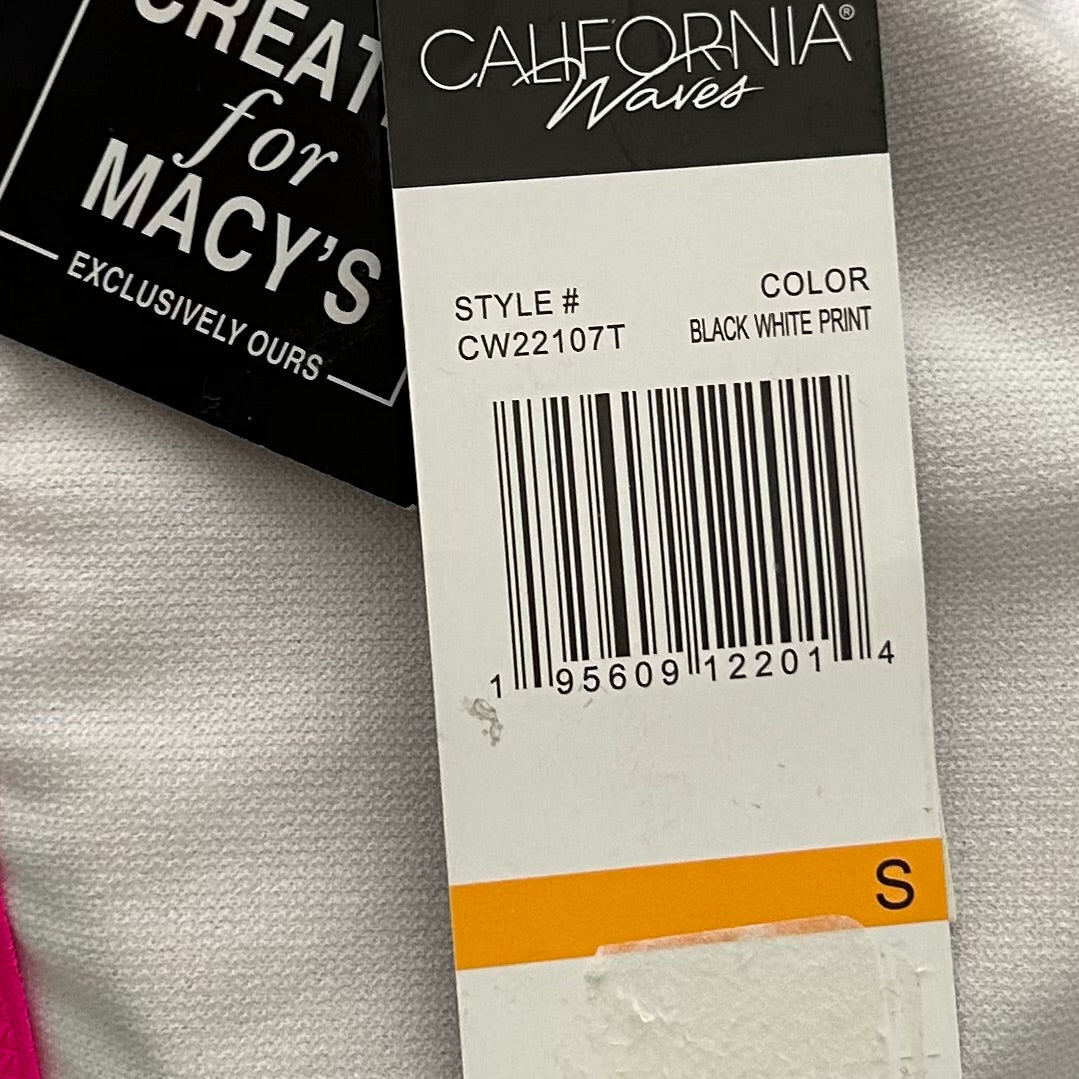 CREAT
for
MACY'S
EXCLUSIVELY OURS
CALIFORNIA®
Waves
STYLE #
CW22107T
COLOR
BLACK WHITE PRINT
1 95609 12201 4
S